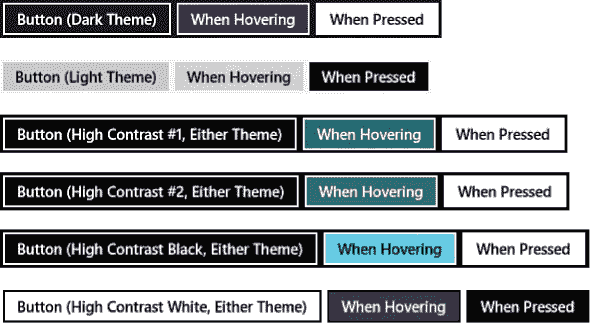 Button (Dark Theme) When Hovering When Pressed
Button (Light Theme) When Hovering When Pressed
Button (High Contrast #1, Either Theme) When Hovering When Pressed
Button (High Contrast #2, Either Theme) When Hovering When Pressed
Button (High Contrast Black, Either Theme) When Hovering When Pressed
Button (High Contrast White, Either Theme) When Hovering When Pressed